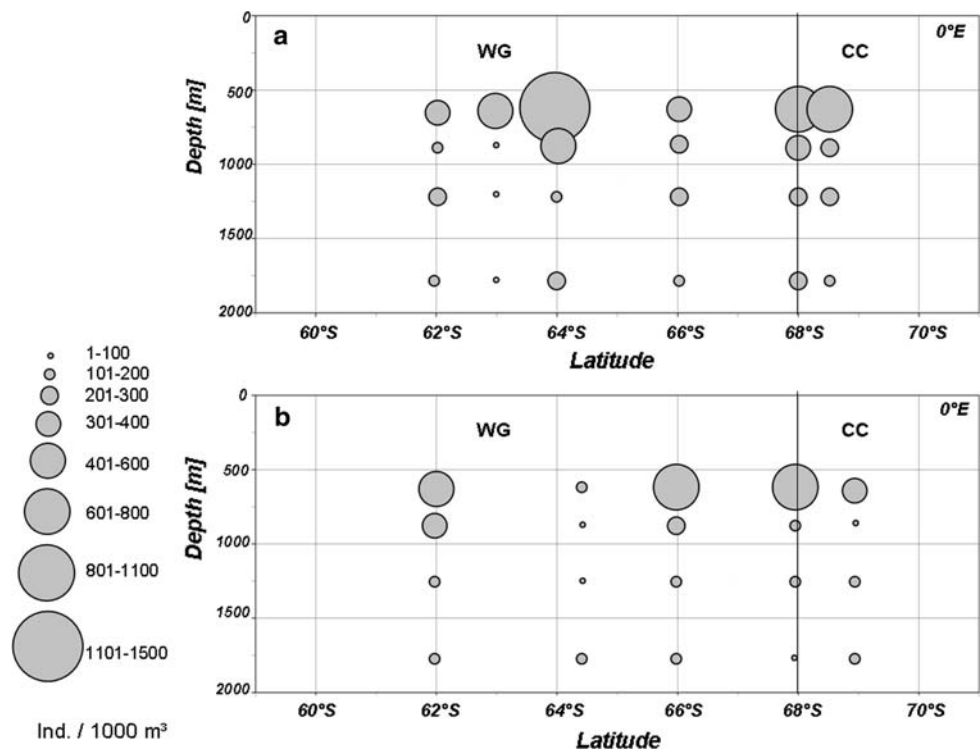 a
WG
CC
0°E
0
500
1000
1500
2000
Depth [m]
60°S 62°S 64°S 66°S 68°S 70°S
Latitude
b
WG
CC
0°E
0
500
1000
1500
2000
Depth [m]
60°S 62°S 64°S 66°S 68°S 70°S
Latitude
1-100
101-200
201-300
301-400
401-600
601-800
801-1100
1101-1500
Ind. / 1000 m³